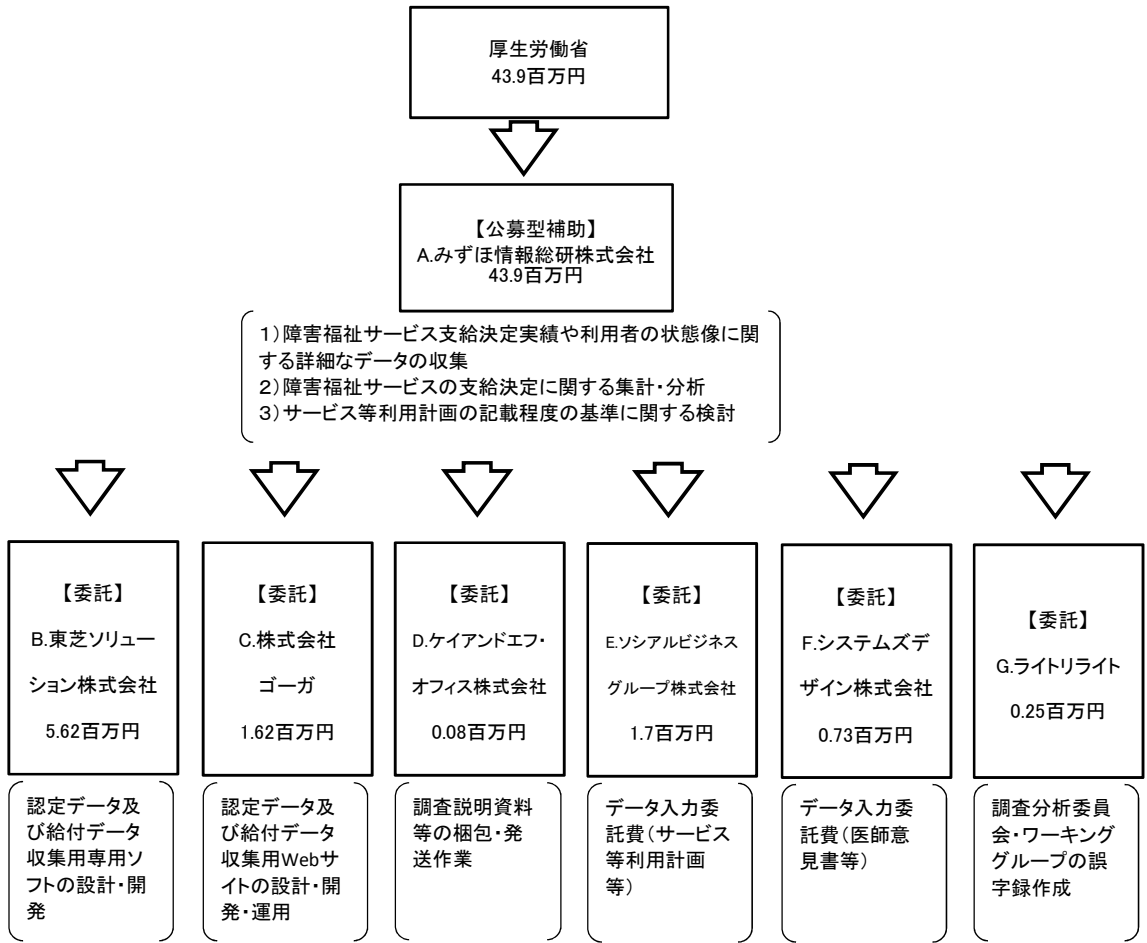 厚生労働省
43.9百万円
【公募型補助】
A.みずほ情報総研株式会社
43.9百万円
1)障害福祉サービス支給決定実績や利用者の状態像に関
する詳細なデータの収集
2)障害福祉サービスの支給決定に関する集計・分析
3)サービス等利用計画の記載程度の基準に関する検討
【委託】
B.東芝ソリュー
ション株式会社
5.62百万円
【委託】
C.株式会社
ゴーガ
1.62百万円
【委託】
D.ケイアンドエフ・
オフィス株式会社
0.08百万円
【委託】
E.ソシアルビジネス
グループ株式会社
1.7百万円
【委託】
F.システムズデ
ザイン株式会社
0.73百万円
【委託】
G.ライトリライト
0.25百万円
認定データ及
び給付データ
収集用専用ソ
フトの設計・開
発
認定データ及
び給付データ
収集用Webサ
イトの設計・開
発・運用
調査説明資料
等の梱包・発
送作業
データ入力委
託費(サービス
等利用計画
等)
データ入力委
託費(医師意
見書等)
調査分析委員
会・ワーキング
グループの誤
字録作成